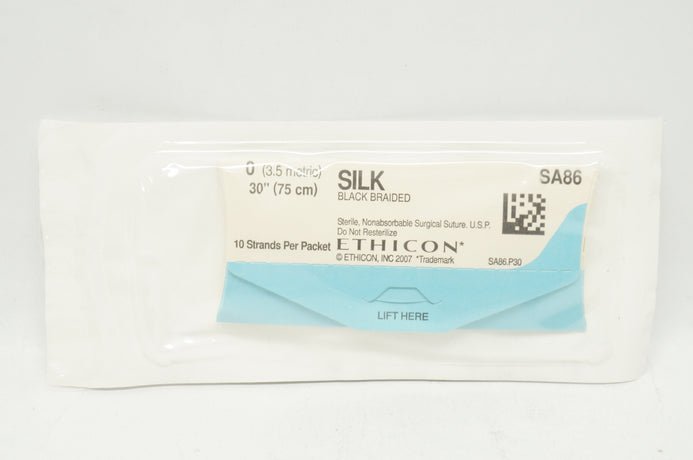 0 (3.5 metric)
30" (75 cm)
10 Strands Per Packet
SILK
BLACK BRAIDED
Sterile, Nonabsorbable Surgical Suture. U.S.P.
Do Not Resterilize
ETHICON*
© ETHICON, INC 2007 *Trademark
SA86
SA86.P30
LIFT HERE